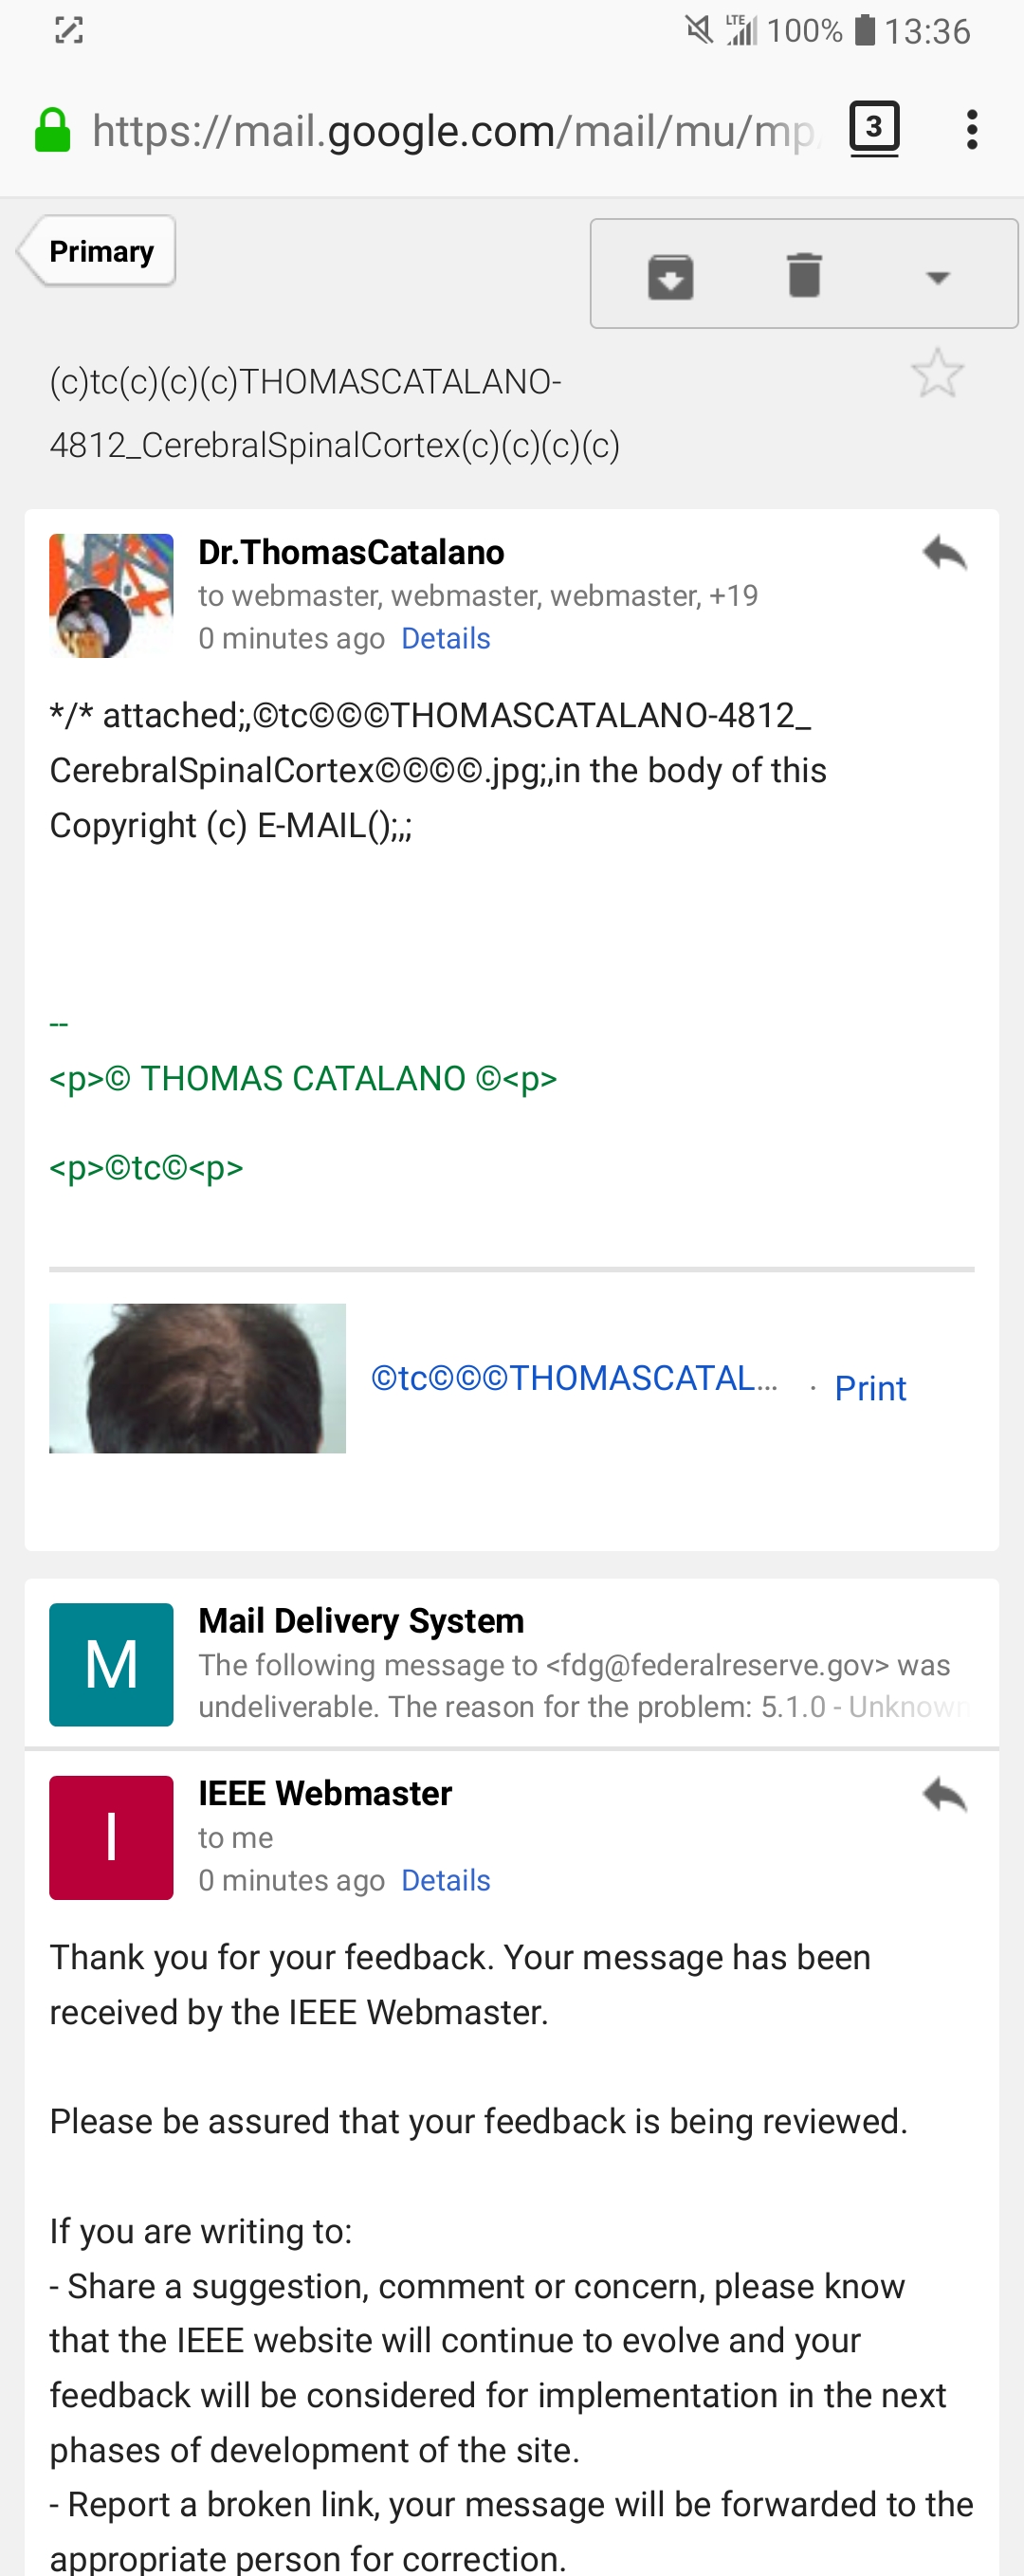 LTE 100% 13:36
https://mail.google.com/mail/mu/mp/ 3
Primary
(c)tc(c)(c)(c)THOMASCATALANO-
4812_CerebralSpinalCortex(c)(c)(c)(c)
Dr.ThomasCatalano
to webmaster, webmaster, webmaster, +19
0 minutes ago Details
*/* attached;,©tc©©©THOMASCATALANO-4812_
CerebralSpinalCortex©©©©.jpg;,in the body of this
Copyright (c) E-MAIL();,;
--
<p>© THOMAS CATALANO ©<p>
<p>©tc©<p>
©tc©©©THOMASCATAL... . Print
M
Mail Delivery System
The following message to <fdg@federalreserve.gov> was
undeliverable. The reason for the problem: 5.1.0 - Unknown
I
IEEE Webmaster
to me
0 minutes ago Details
Thank you for your feedback. Your message has been
received by the IEEE Webmaster.
Please be assured that your feedback is being reviewed.
If you are writing to:
- Share a suggestion, comment or concern, please know
that the IEEE website will continue to evolve and your
feedback will be considered for implementation in the next
phases of development of the site.
- Report a broken link, your message will be forwarded to the
appropriate person for correction.